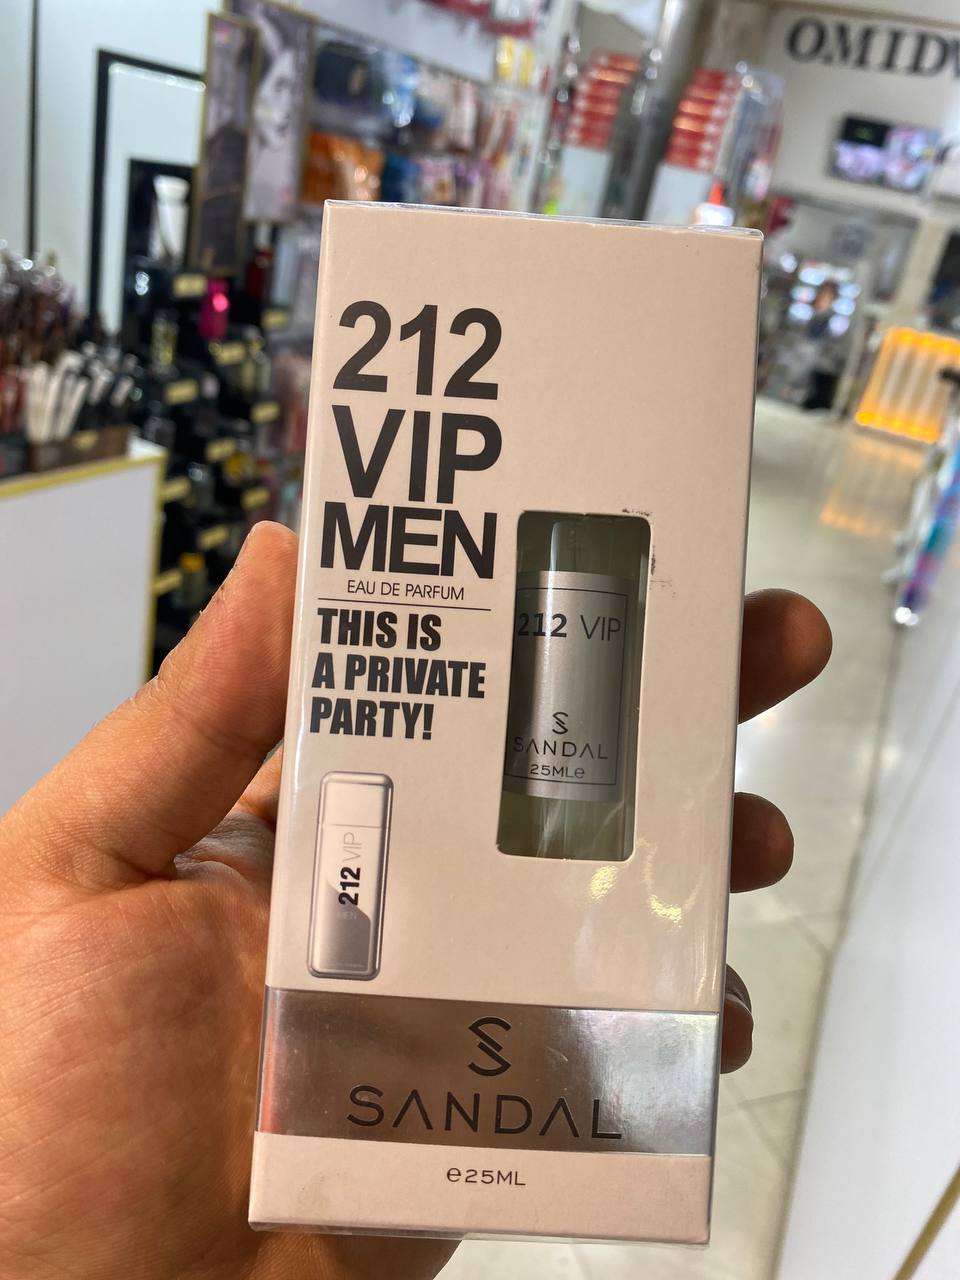 OMID
212
VIP
MEN
EAU DE PARFUM
THIS IS
A PRIVATE
PARTY!
212 VIP
SANDAL
25MLe
212 VIP
MEN
SANDAL
e25ML